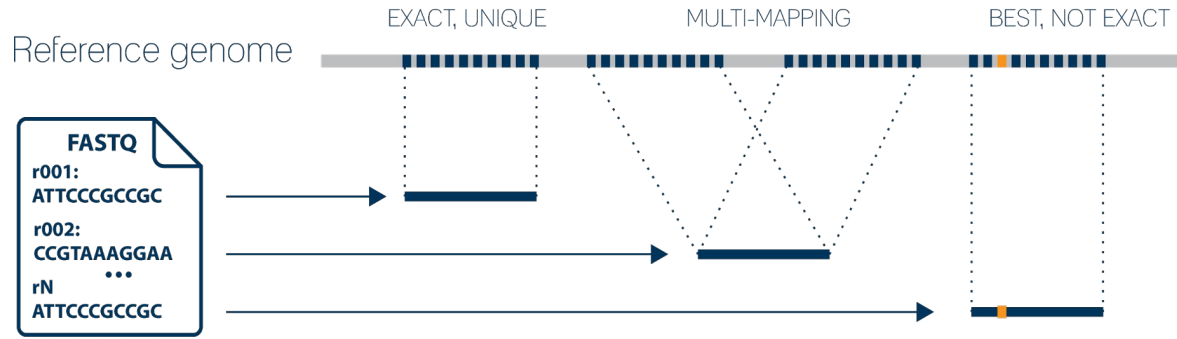 EXACT, UNIQUE
MULTI-MAPPING
BEST, NOT EXACT
Reference genome
FASTQ
r001:
ATTCCCGCCGC
r002:
CCGTAAAGGAA
•••
rN
ATTCCCGCCGC